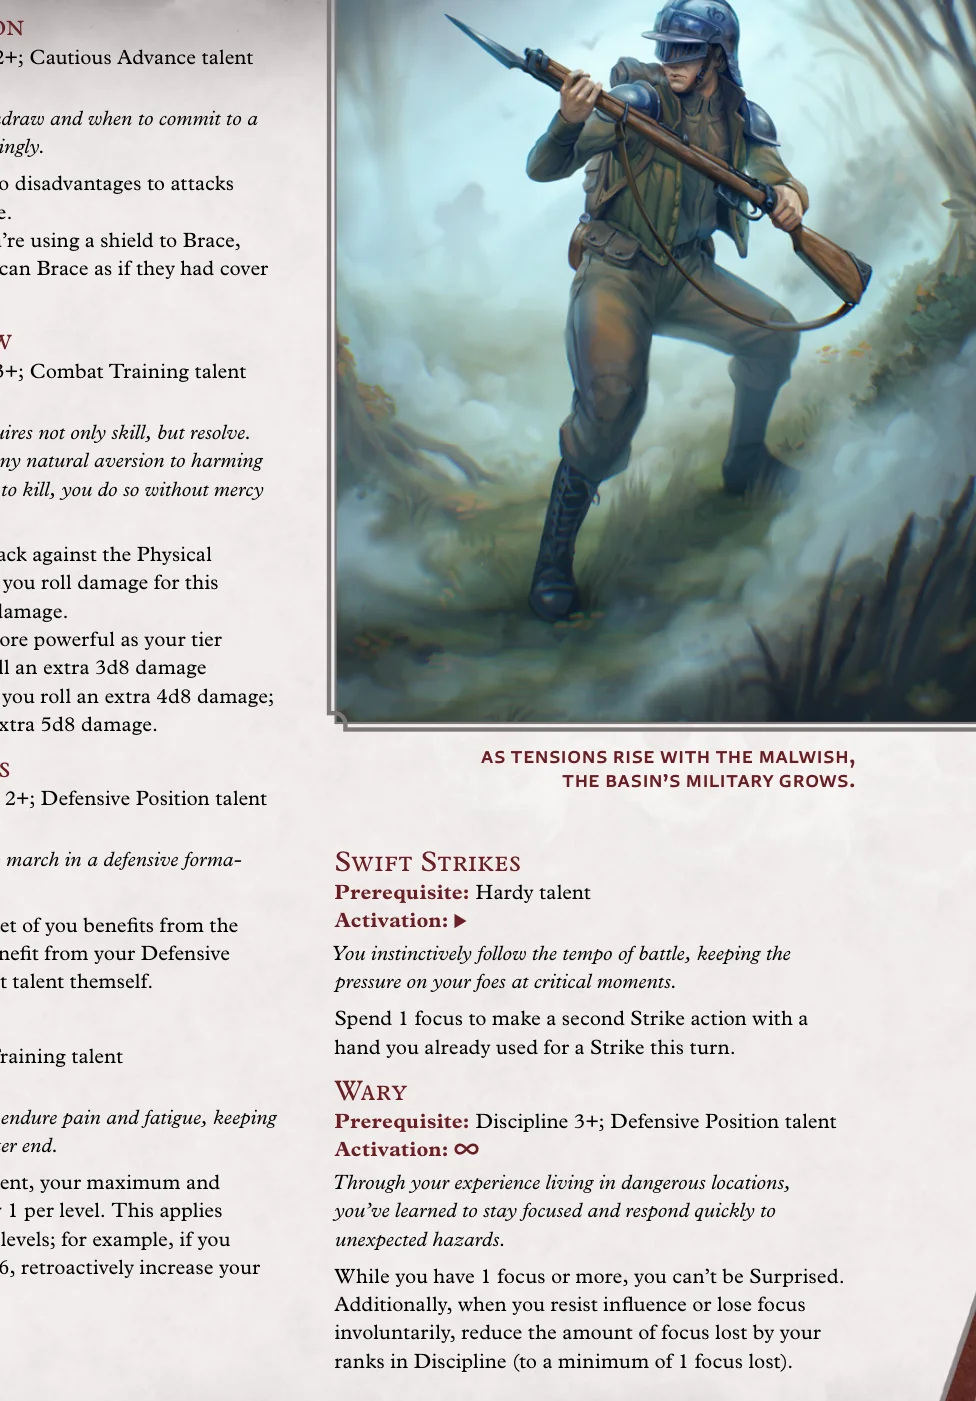 ON
2+; Cautious Advance talent
draw and when to commit to a
ingly.
o disadvantages to attacks
e.
're using a shield to Brace,
can Brace as if they had cover
W
3+; Combat Training talent
uires not only skill, but resolve.
ny natural aversion to harming
to kill, you do so without mercy
ack against the Physical
you roll damage for this
damage.
ore powerful as your tier
ll an extra 3d8 damage
you roll an extra 4d8 damage;
xtra 5d8 damage.
S
2+; Defensive Position talent
march in a defensive forma-
et of you benefits from the
nefit from your Defensive
t talent themself.
Training talent
endure pain and fatigue, keeping
ter end.
ent, your maximum and
1 per level. This applies
levels; for example, if you
6, retroactively increase your
AS TENSIONS RISE WITH THE MALWISH,
THE BASIN'S MILITARY GROWS.
Swift Strikes
Prerequisite: Hardy talent
Activation: ▶
You instinctively follow the tempo of battle, keeping the
pressure on your foes at critical moments.
Spend 1 focus to make a second Strike action with a
hand you already used for a Strike this turn.
Wary
Prerequisite: Discipline 3+; Defensive Position talent
Activation: ∞
Through your experience living in dangerous locations,
you've learned to stay focused and respond quickly to
unexpected hazards.
While you have 1 focus or more, you can't be Surprised.
Additionally, when you resist influence or lose focus
involuntarily, reduce the amount of focus lost by your
ranks in Discipline (to a minimum of 1 focus lost).